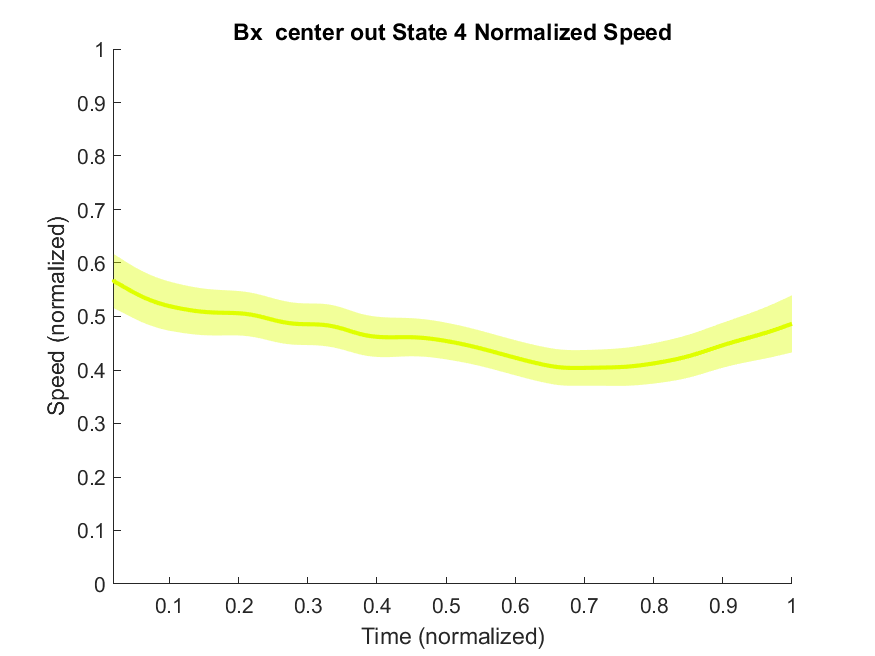 Bx  center out State 4 Normalized Speed
1
0.9
0.8
0.7
0.6
0.5
0.4
0.3
0.2
0.1
0
Speed (normalized)
0.1 0.2 0.3 0.4 0.5 0.6 0.7 0.8 0.9 1
Time (normalized)